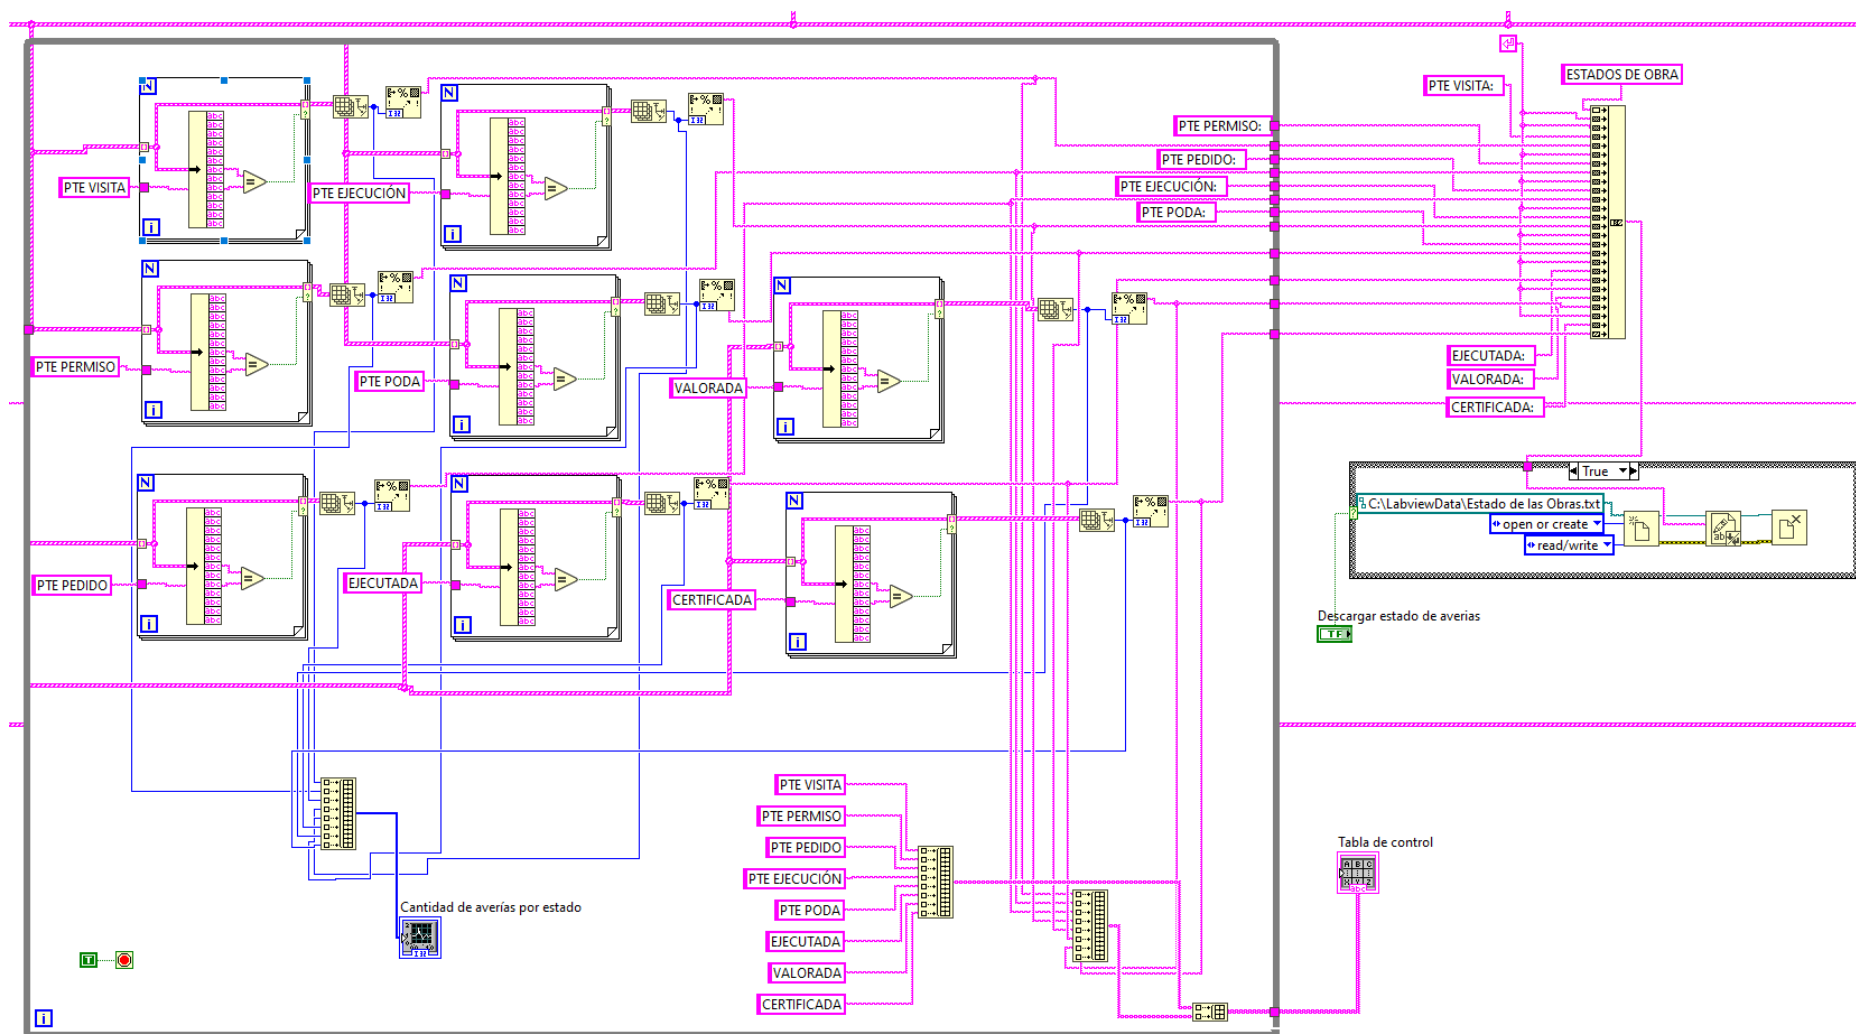 ESTADOS DE OBRA
PTE VISITA:
PTE PERMISO:
PTE PEDIDO:
PTE EJECUCIÓN:
PTE PODA:
N
N
PTE VISITA
PTE EJECUCIÓN
i
i
N
N
N
PTE PERMISO
PTE PODA
VALORADA
i
i
i
EJECUTADA:
VALORADA:
CERTIFICADA:
True
N
N
N
C:\LabviewData\Estado de las Obras.txt
open or create
read/write
PTE PEDIDO
EJECUTADA
CERTIFICADA
i
i
i
Descargar estado de averias
TF
PTE VISITA
PTE PERMISO
PTE PEDIDO
PTE EJECUCIÓN
PTE PODA
EJECUTADA
VALORADA
CERTIFICADA
Tabla de control
Cantidad de averías por estado
T
i